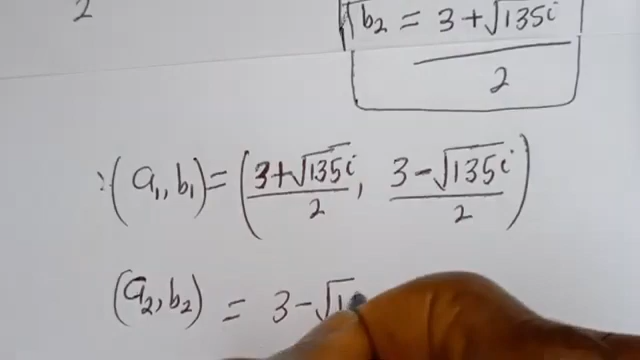 2
b₂ = (3 + √135i)/2
∴ (a₁, b₁) = ((3+√135i)/2, (3-√135i)/2)
(a₂, b₂) = 3-√1